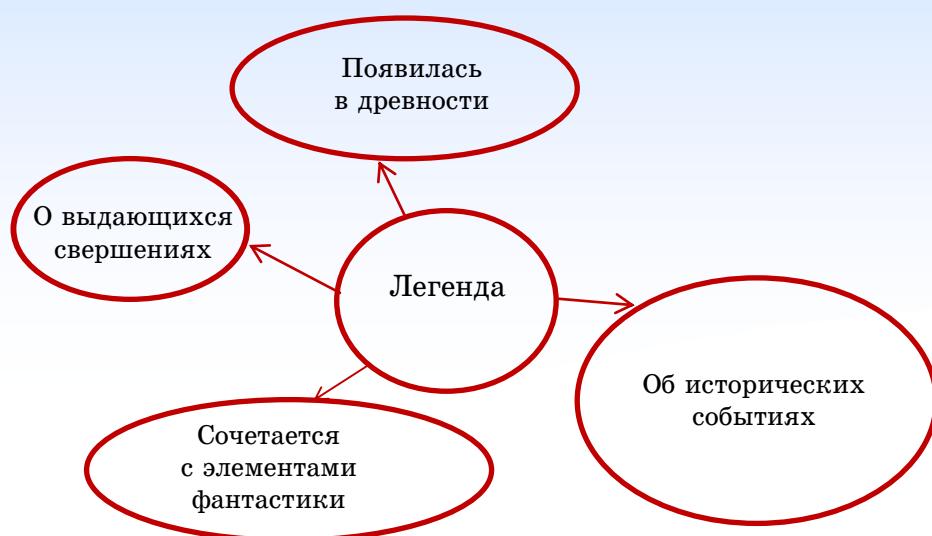 Появилась
в древности
О выдающихся
свершениях
Легенда
Об исторических
событиях
Сочетается
с элементами
фантастики